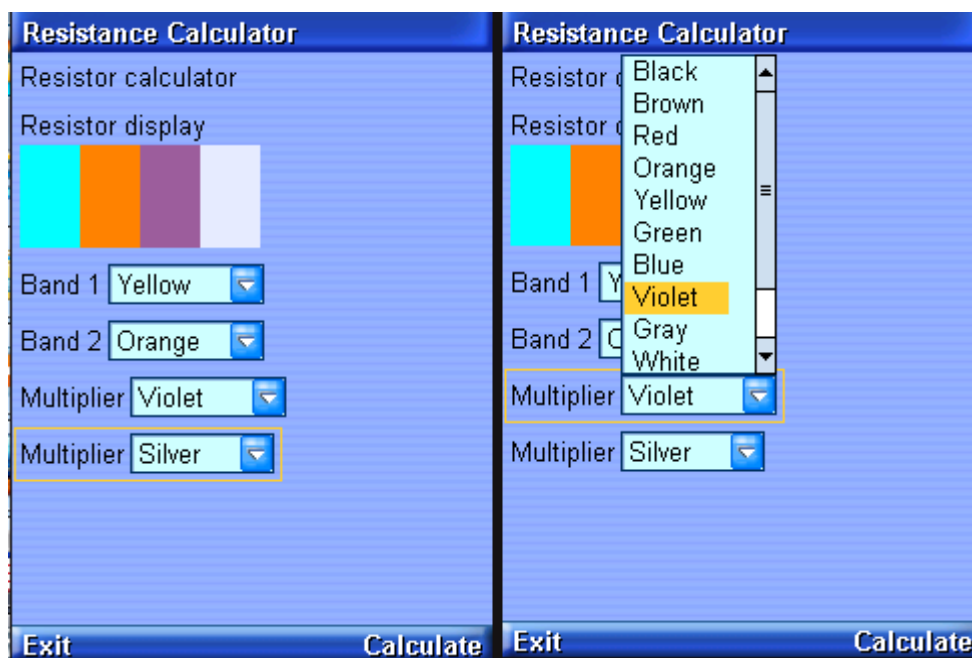 Resistance Calculator
Resistor calculator
Resistor display
Band 1 Yellow
Band 2 Orange
Multiplier Violet
Multiplier Silver
Exit Calculate
Resistance Calculator
Resistor c
Resistor d
Black
Brown
Red
Orange
Yellow
Green
Blue
Violet
Gray
White
Band 1 Y
Band 2 O
Multiplier Violet
Multiplier Silver
Exit Calculate